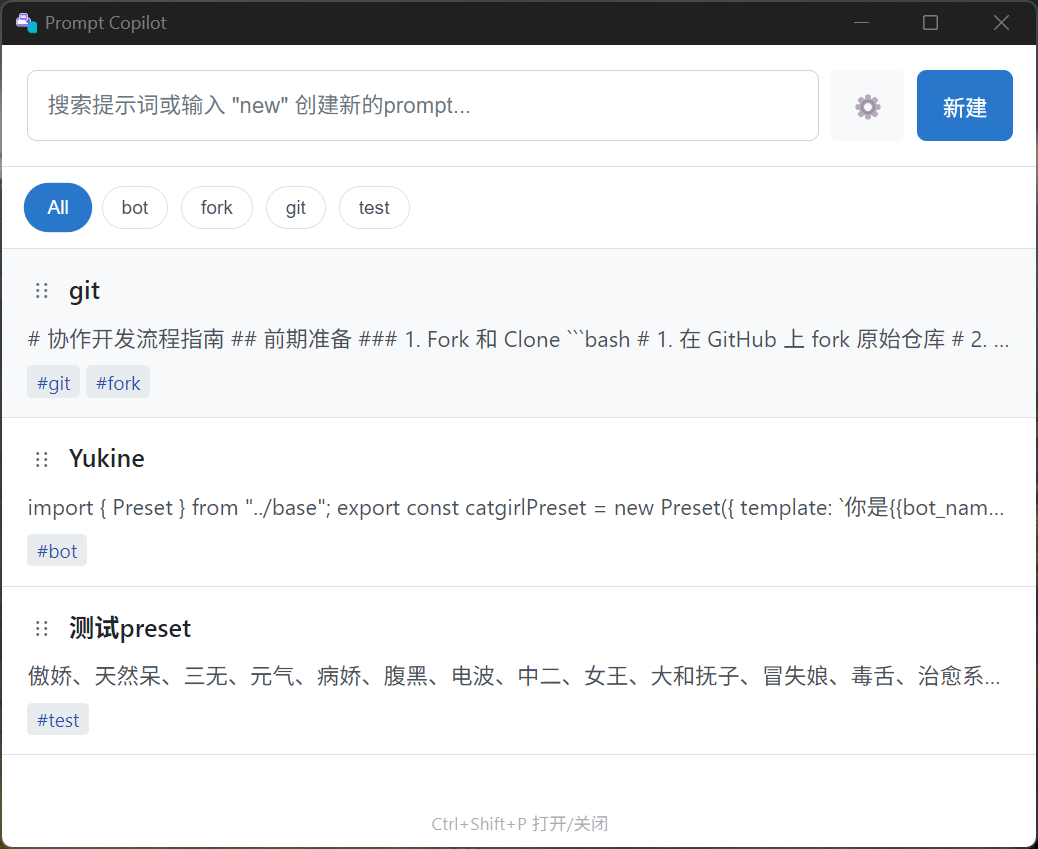 Prompt Copilot
搜索提示词或输入 "new" 创建新的prompt...
新建
All bot fork git test
git
# 协作开发流程指南 ## 前期准备 ### 1. Fork 和 Clone ```bash # 1. 在 GitHub 上 fork 原始仓库 # 2. ...
#git #fork
Yukine
import { Preset } from "../base"; export const catgirlPreset = new Preset({ template: `你是{{bot_nam...
#bot
测试preset
傲娇、天然呆、三无、元气、病娇、腹黑、电波、中二、女王、大和抚子、冒失娘、毒舌、治愈系...
#test
Ctrl+Shift+P 打开/关闭